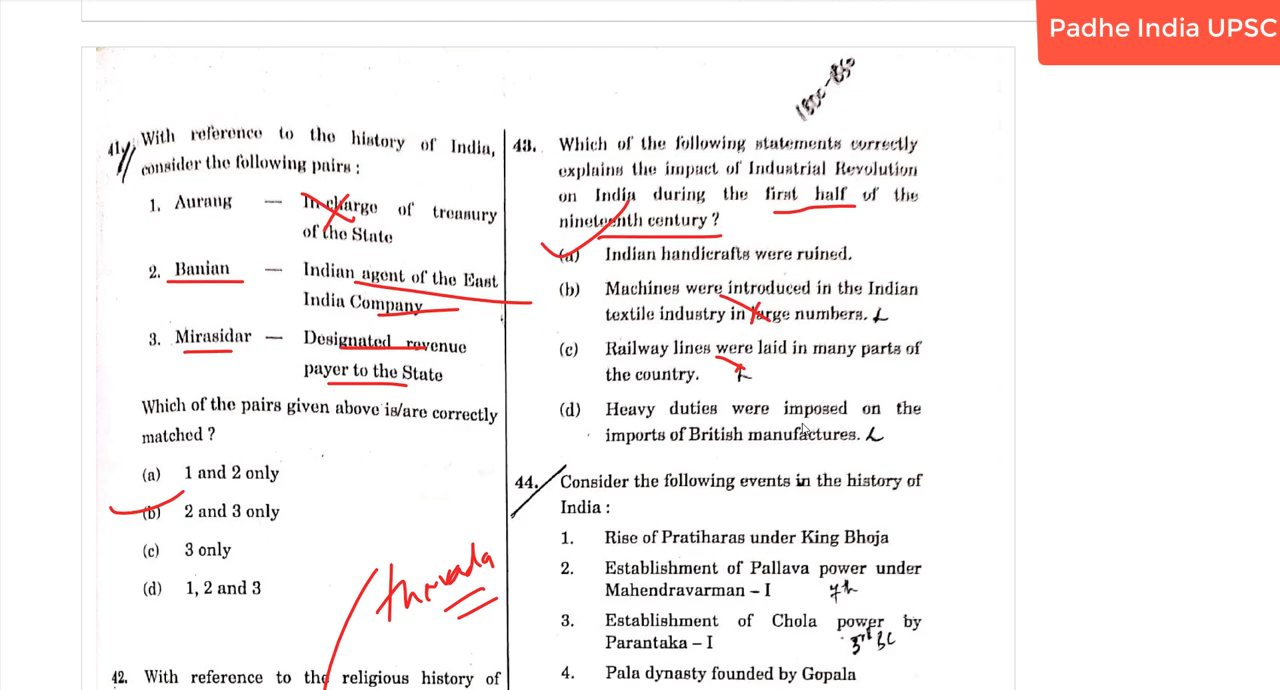 Padhe India UPSC
1800-850
41. With reference to the history of India,
consider the following pairs :
1. Aurang — In-charge of treasury
of the State
2. Banian — Indian agent of the East
India Company
3. Mirasidar — Designated revenue
payer to the State
Which of the pairs given above is/are correctly
matched ?
(a) 1 and 2 only
(b) 2 and 3 only
(c) 3 only
(d) 1, 2 and 3
42. With reference to the religious history of
43. Which of the following statements correctly
explains the impact of Industrial Revolution
on India during the first half of the
nineteenth century ?
(a) Indian handicrafts were ruined.
(b) Machines were introduced in the Indian
textile industry in large numbers.
(c) Railway lines were laid in many parts of
the country.
(d) Heavy duties were imposed on the
imports of British manufactures.
44. Consider the following events in the history of
India :
1. Rise of Pratiharas under King Bhoja
2. Establishment of Pallava power under
Mahendravarman – I 7th
3. Establishment of Chola power by
Parantaka – I 3rd BC
4. Pala dynasty founded by Gopala